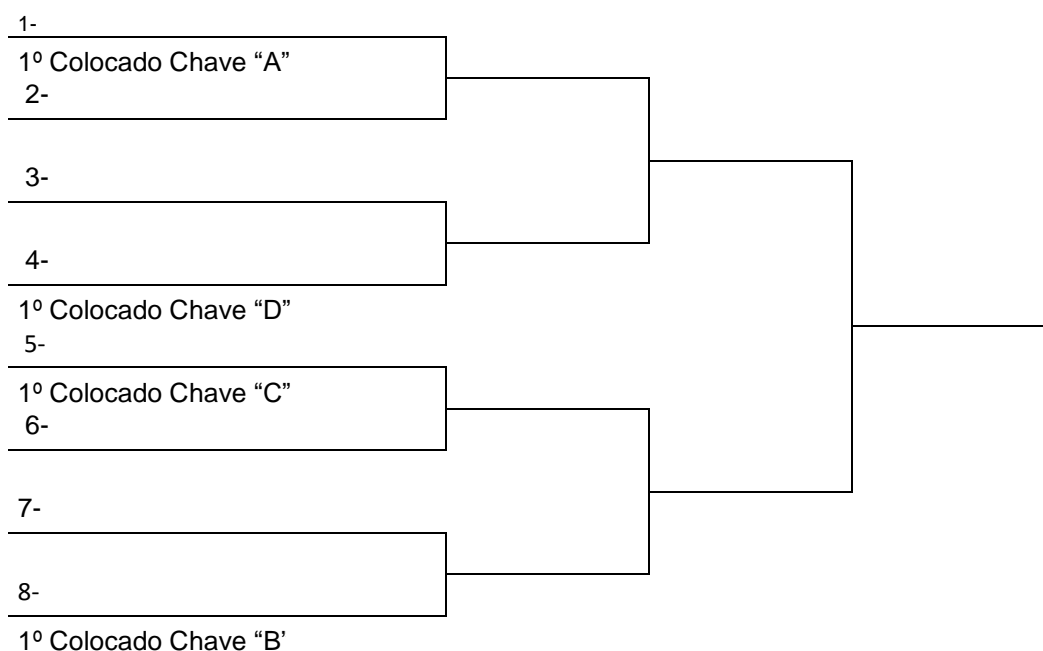 1-
1º Colocado Chave “A”
2-
3-
4-
1º Colocado Chave “D”
5-
1º Colocado Chave “C”
6-
7-
8-
1º Colocado Chave “B’